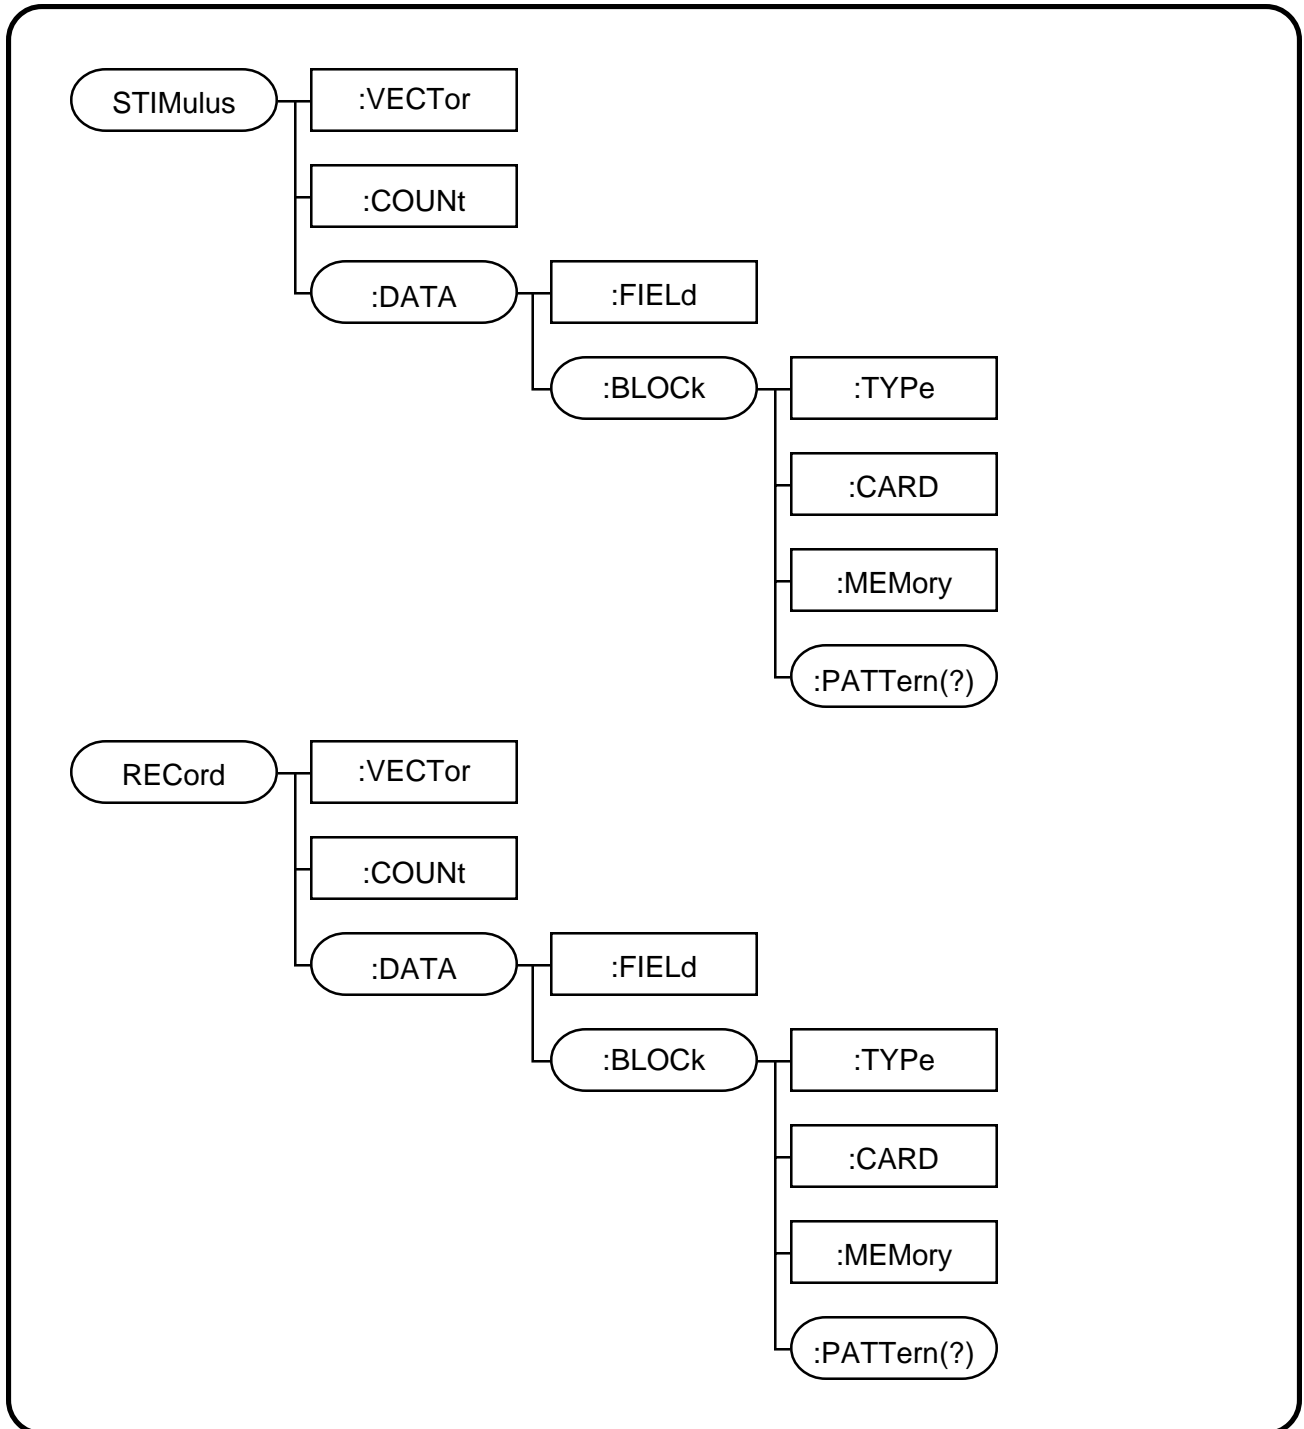 STIMulus
:VECTor
:COUNt
:DATA
:FIELd
:BLOCk
:TYPe
:CARD
:MEMory
:PATTern(?)
RECord
:VECTor
:COUNt
:DATA
:FIELd
:BLOCk
:TYPe
:CARD
:MEMory
:PATTern(?)